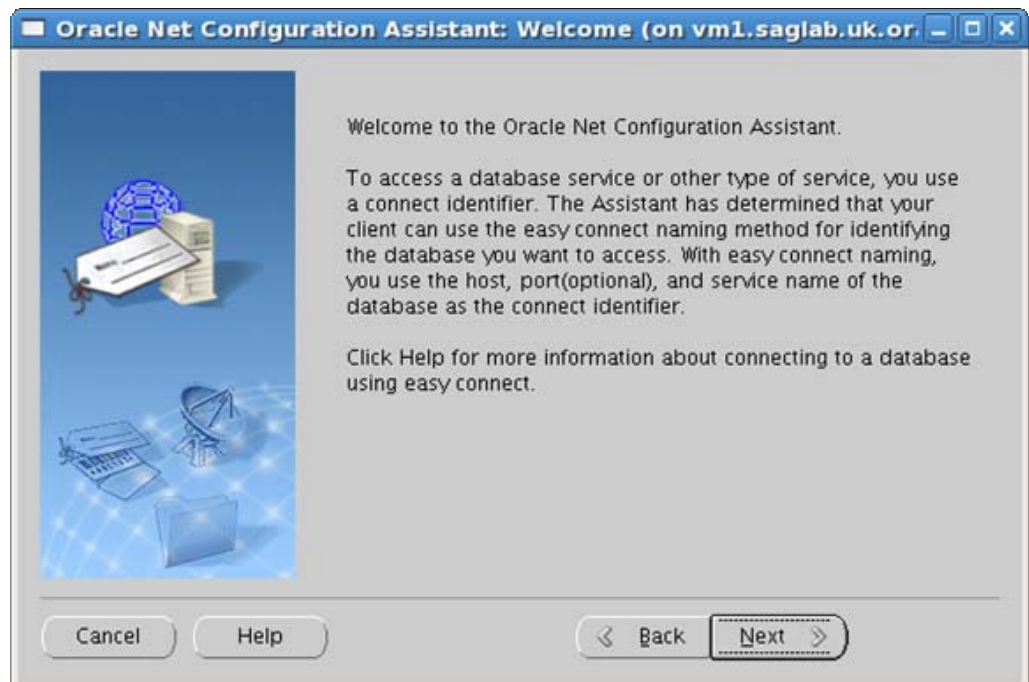 Oracle Net Configuration Assistant: Welcome (on vm1.saglab.uk.or
Welcome to the Oracle Net Configuration Assistant.
To access a database service or other type of service, you use
a connect identifier. The Assistant has determined that your
client can use the easy connect naming method for identifying
the database you want to access. With easy connect naming,
you use the host, port(optional), and service name of the
database as the connect identifier.
Click Help for more information about connecting to a database
using easy connect.
Cancel Help Back Next